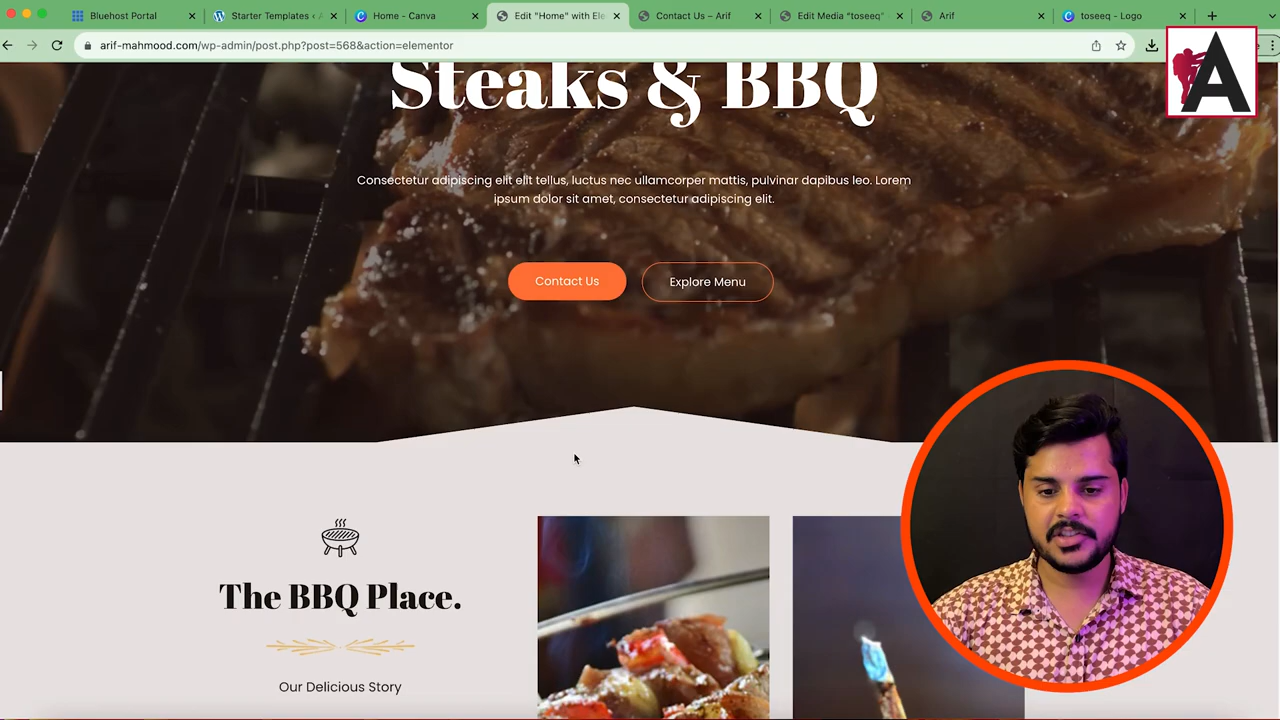 Bluehost Portal
Starter Templates ‹ A
Home - Canva
Edit "Home" with Ele
Contact Us – Arif
Edit Media "toseeq" ‹
Arif
toseeq - Logo
arif-mahmood.com/wp-admin/post.php?post=568&action=elementor
A
Steaks & BBQ
Consectetur adipiscing elit elit tellus, luctus nec ullamcorper mattis, pulvinar dapibus leo. Lorem
ipsum dolor sit amet, consectetur adipiscing elit.
Contact Us
Explore Menu
The BBQ Place.
Our Delicious Story